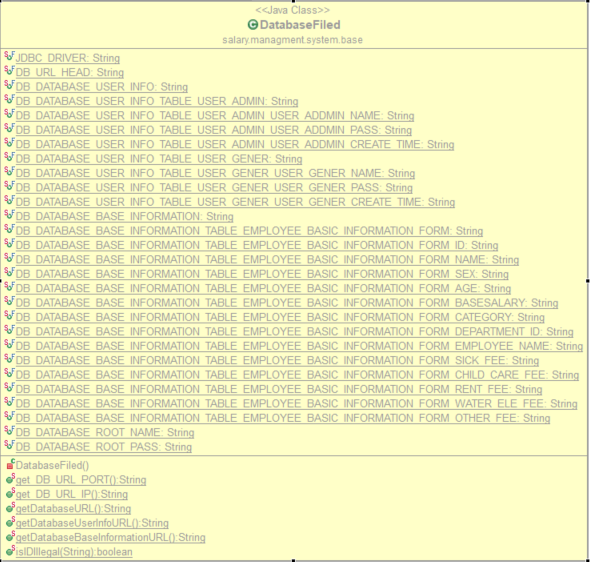 <<Java Class>>
DatabaseFiled
salary.managment.system.base
JDBC_DRIVER: String
DB_URL_HEAD: String
DB_DATABASE_USER_INFO: String
DB_DATABASE_USER_INFO_TABLE_USER_ADMIN: String
DB_DATABASE_USER_INFO_TABLE_USER_ADMIN_USER_ADDMIN_NAME: String
DB_DATABASE_USER_INFO_TABLE_USER_ADMIN_USER_ADDMIN_PASS: String
DB_DATABASE_USER_INFO_TABLE_USER_ADMIN_USER_ADDMIN_CREATE_TIME: String
DB_DATABASE_USER_INFO_TABLE_USER_GENER: String
DB_DATABASE_USER_INFO_TABLE_USER_GENER_USER_GENER_NAME: String
DB_DATABASE_USER_INFO_TABLE_USER_GENER_USER_GENER_PASS: String
DB_DATABASE_USER_INFO_TABLE_USER_GENER_USER_GENER_CREATE_TIME: String
DB_DATABASE_BASE_INFORMATION: String
DB_DATABASE_BASE_INFORMATION_TABLE_EMPLOYEE_BASIC_INFORMATION_FORM: String
DB_DATABASE_BASE_INFORMATION_TABLE_EMPLOYEE_BASIC_INFORMATION_FORM_ID: String
DB_DATABASE_BASE_INFORMATION_TABLE_EMPLOYEE_BASIC_INFORMATION_FORM_NAME: String
DB_DATABASE_BASE_INFORMATION_TABLE_EMPLOYEE_BASIC_INFORMATION_FORM_SEX: String
DB_DATABASE_BASE_INFORMATION_TABLE_EMPLOYEE_BASIC_INFORMATION_FORM_AGE: String
DB_DATABASE_BASE_INFORMATION_TABLE_EMPLOYEE_BASIC_INFORMATION_FORM_BASESALARY: String
DB_DATABASE_BASE_INFORMATION_TABLE_EMPLOYEE_BASIC_INFORMATION_FORM_CATEGORY: String
DB_DATABASE_BASE_INFORMATION_TABLE_EMPLOYEE_BASIC_INFORMATION_FORM_DEPARTMENT_ID: String
DB_DATABASE_BASE_INFORMATION_TABLE_EMPLOYEE_BASIC_INFORMATION_FORM_EMPLOYEE_NAME: String
DB_DATABASE_BASE_INFORMATION_TABLE_EMPLOYEE_BASIC_INFORMATION_FORM_SICK_FEE: String
DB_DATABASE_BASE_INFORMATION_TABLE_EMPLOYEE_BASIC_INFORMATION_FORM_CHILD_CARE_FEE: String
DB_DATABASE_BASE_INFORMATION_TABLE_EMPLOYEE_BASIC_INFORMATION_FORM_RENT_FEE: String
DB_DATABASE_BASE_INFORMATION_TABLE_EMPLOYEE_BASIC_INFORMATION_FORM_WATER_ELE_FEE: String
DB_DATABASE_BASE_INFORMATION_TABLE_EMPLOYEE_BASIC_INFORMATION_FORM_OTHER_FEE: String
DB_DATABASE_ROOT_NAME: String
DB_DATABASE_ROOT_PASS: String
DatabaseFiled()
get_DB_URL_PORT():String
get_DB_URL_IP():String
getDatabaseURL():String
getDatabaseUserInfoURL():String
getDatabaseBaseInformationURL():String
isIDIllegal(String):boolean